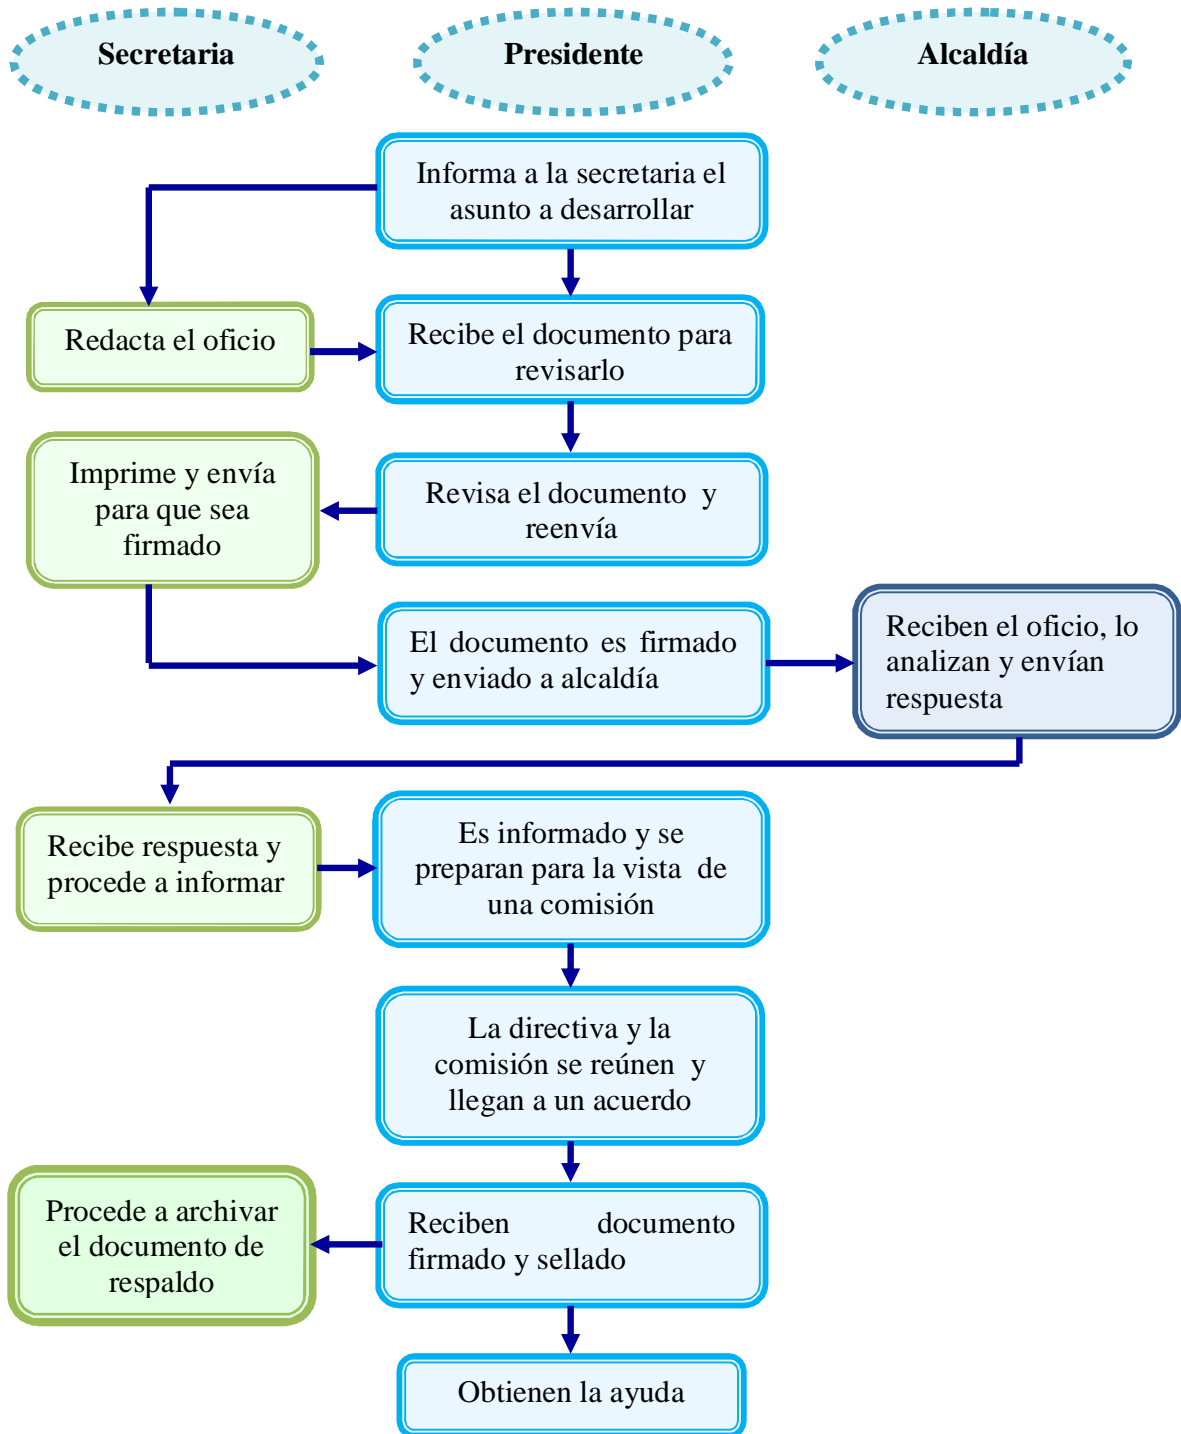 Secretaria
Presidente
Alcaldía
Informa a la secretaria el
asunto a desarrollar
Redacta el oficio
Recibe el documento para
revisarlo
Imprime y envía
para que sea
firmado
Revisa el documento y
reenvía
El documento es firmado
y enviado a alcaldía
Reciben el oficio, lo
analizan y envían
respuesta
Recibe respuesta y
procede a informar
Es informado y se
preparan para la vista de
una comisión
La directiva y la
comisión se reúnen y
llegan a un acuerdo
Procede a archivar
el documento de
respaldo
Reciben documento
firmado y sellado
Obtienen la ayuda